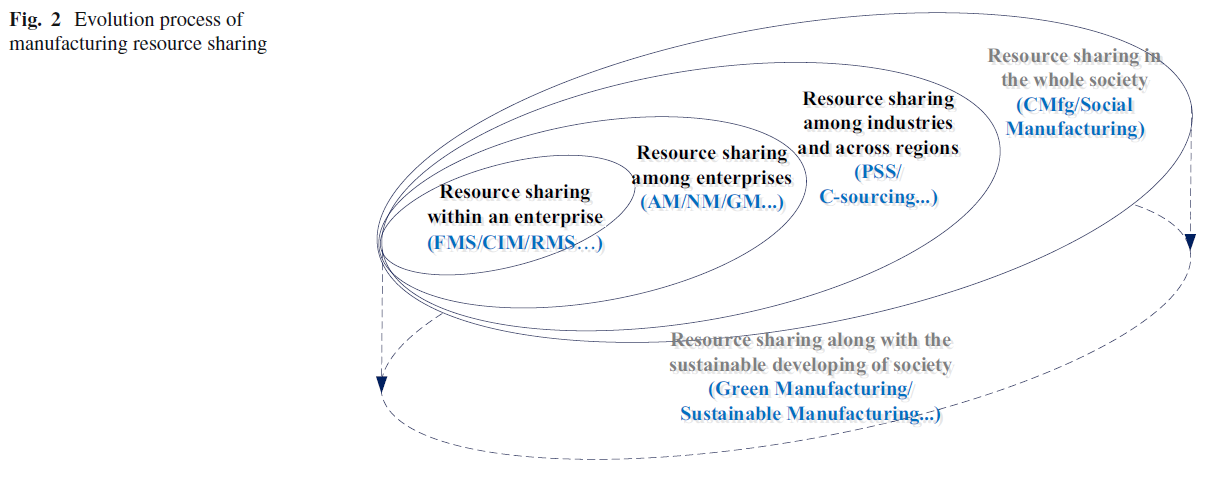 Fig. 2 Evolution process of
manufacturing resource sharing
Resource sharing in
the whole society
(CMfg/Social
Manufacturing)
Resource sharing
among industries
and across regions
(PSS/
C-sourcing...)
Resource sharing
among enterprises
(AM/NM/GM...)
Resource sharing
within an enterprise
(FMS/CIM/RMS…)
Resource sharing along with the
sustainable developing of society
(Green Manufacturing/
Sustainable Manufacturing...)